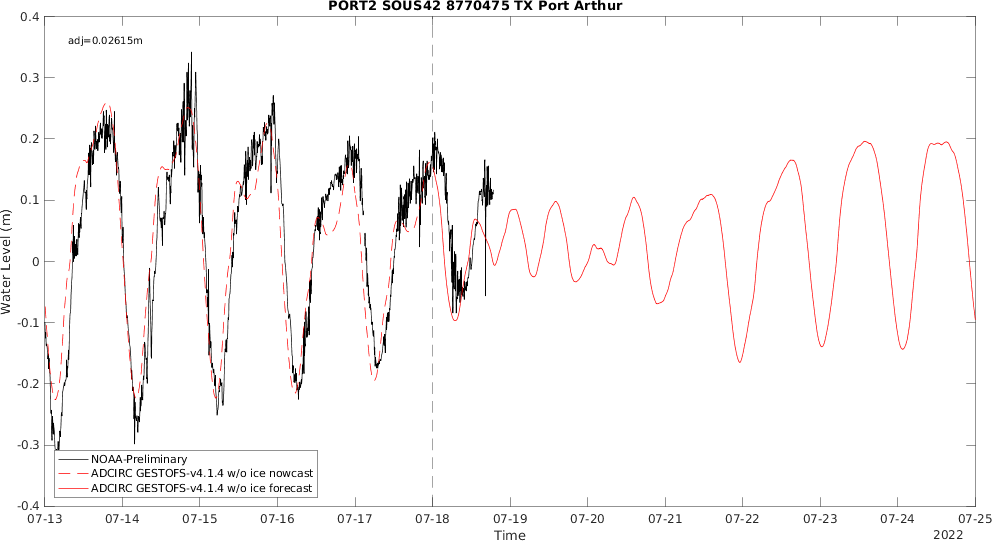 PORT2 SOUS42 8770475 TX Port Arthur
adj=0.02615m
0.4
0.3
0.2
0.1
0
-0.1
-0.2
-0.3
-0.4
Water Level (m)
NOAA-Preliminary
ADCIRC GESTOFS-v4.1.4 w/o ice nowcast
ADCIRC GESTOFS-v4.1.4 w/o ice forecast
07-13 07-14 07-15 07-16 07-17 07-18 07-19 07-20 07-21 07-22 07-23 07-24 07-25
Time
2022